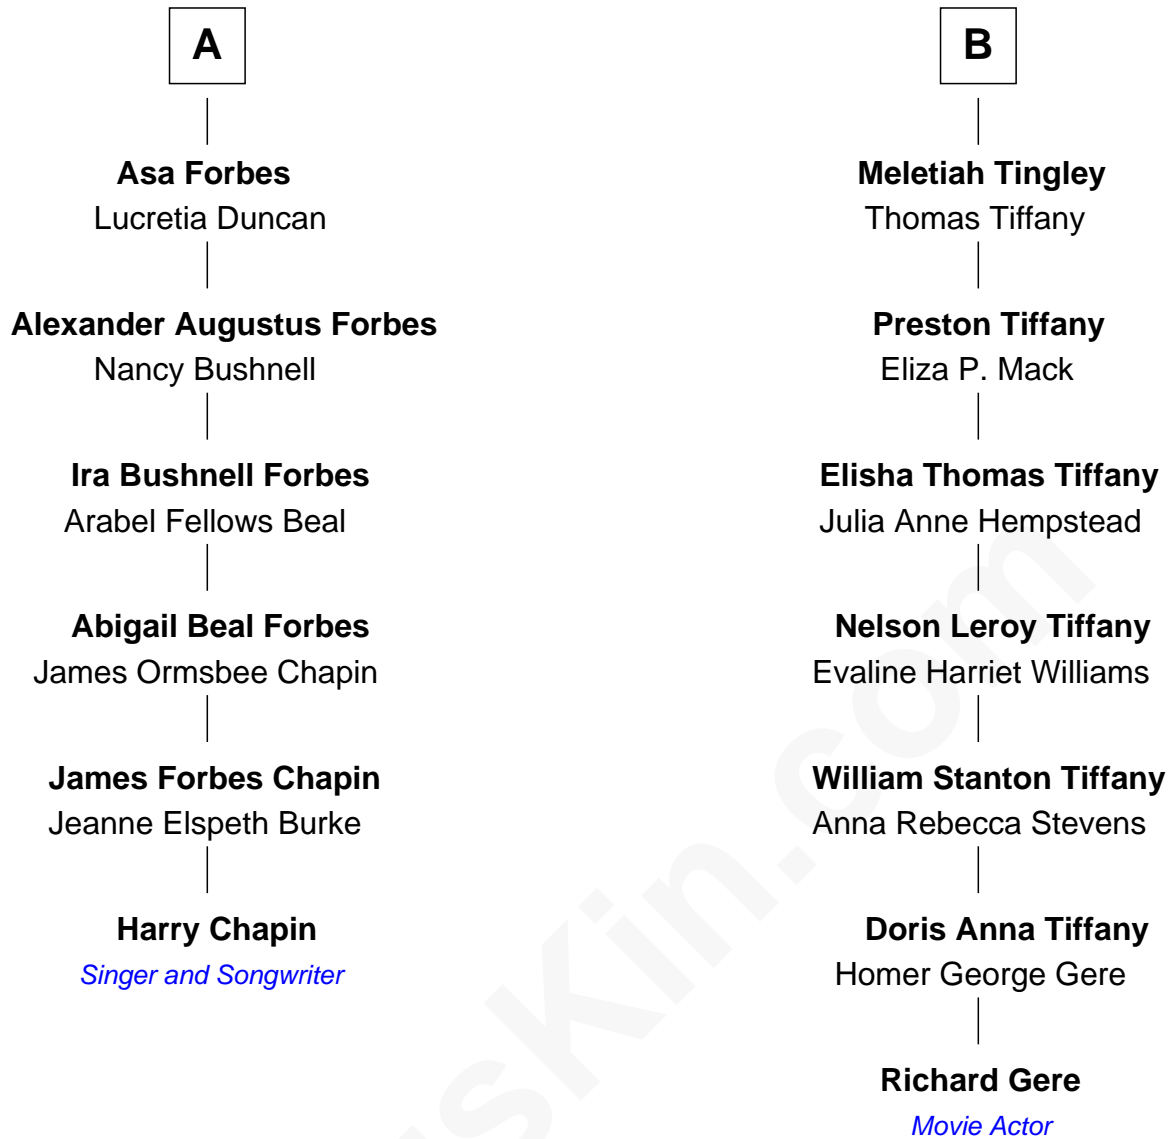 A
Asa Forbes
Lucretia Duncan
Alexander Augustus Forbes
Nancy Bushnell
Ira Bushnell Forbes
Arabel Fellows Beal
Abigail Beal Forbes
James Ormsbee Chapin
James Forbes Chapin
Jeanne Elspeth Burke
Harry Chapin
Singer and Songwriter
B
Meletiah Tingley
Thomas Tiffany
Preston Tiffany
Eliza P. Mack
Elisha Thomas Tiffany
Julia Anne Hempstead
Nelson Leroy Tiffany
Evaline Harriet Williams
William Stanton Tiffany
Anna Rebecca Stevens
Doris Anna Tiffany
Homer George Gere
Richard Gere
Movie Actor